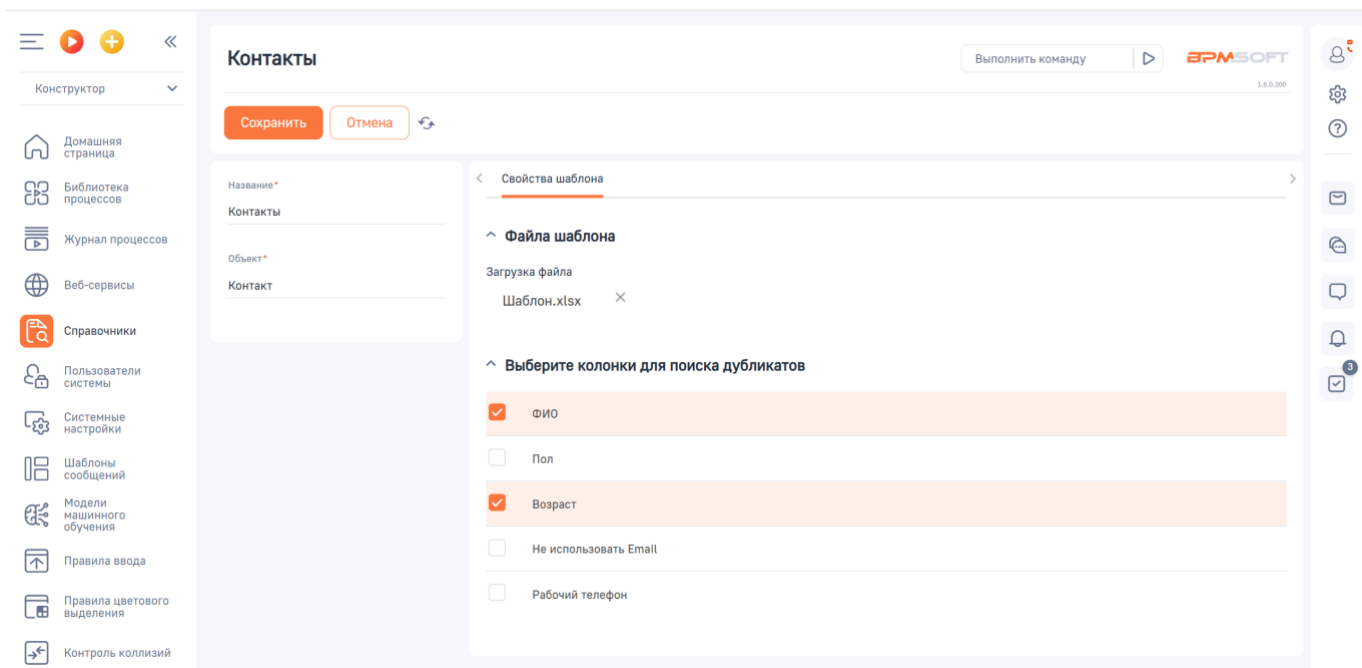 Контакты
Выполнить команду
BPMSOFT
1.6.0.200
Конструктор
Сохранить
Отмена
Домашняя
страница
Библиотека
процессов
Журнал процессов
Веб-сервисы
Справочники
Пользователи
системы
Системные
настройки
Шаблоны
сообщений
Модели
машинного
обучения
Правила ввода
Правила цветового
выделения
Контроль коллизий
Название*
Контакты
Объект*
Контакт
Свойства шаблона
Файла шаблона
Загрузка файла
Шаблон.xlsx
Выберите колонки для поиска дубликатов
ФИО
Пол
Возраст
Не использовать Email
Рабочий телефон
3